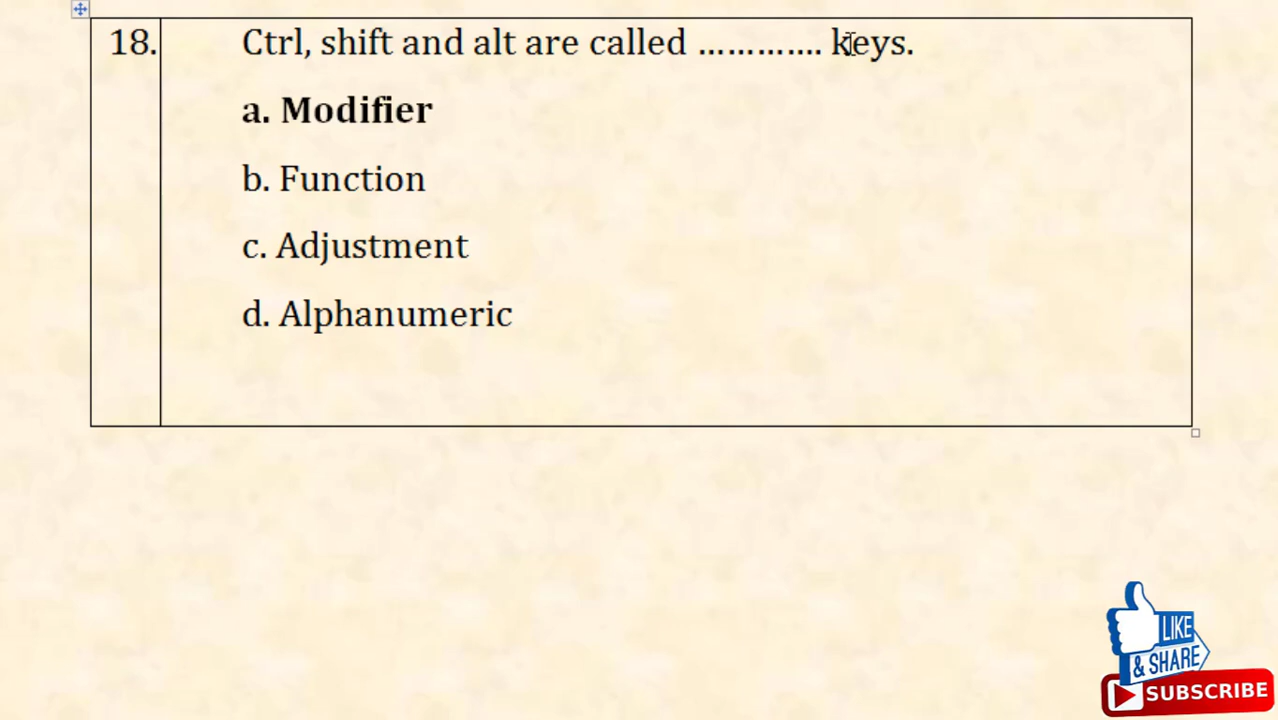 18. Ctrl, shift and alt are called …………. keys.
a. Modifier
b. Function
c. Adjustment
d. Alphanumeric
LIKE
& SHARE
SUBSCRIBE